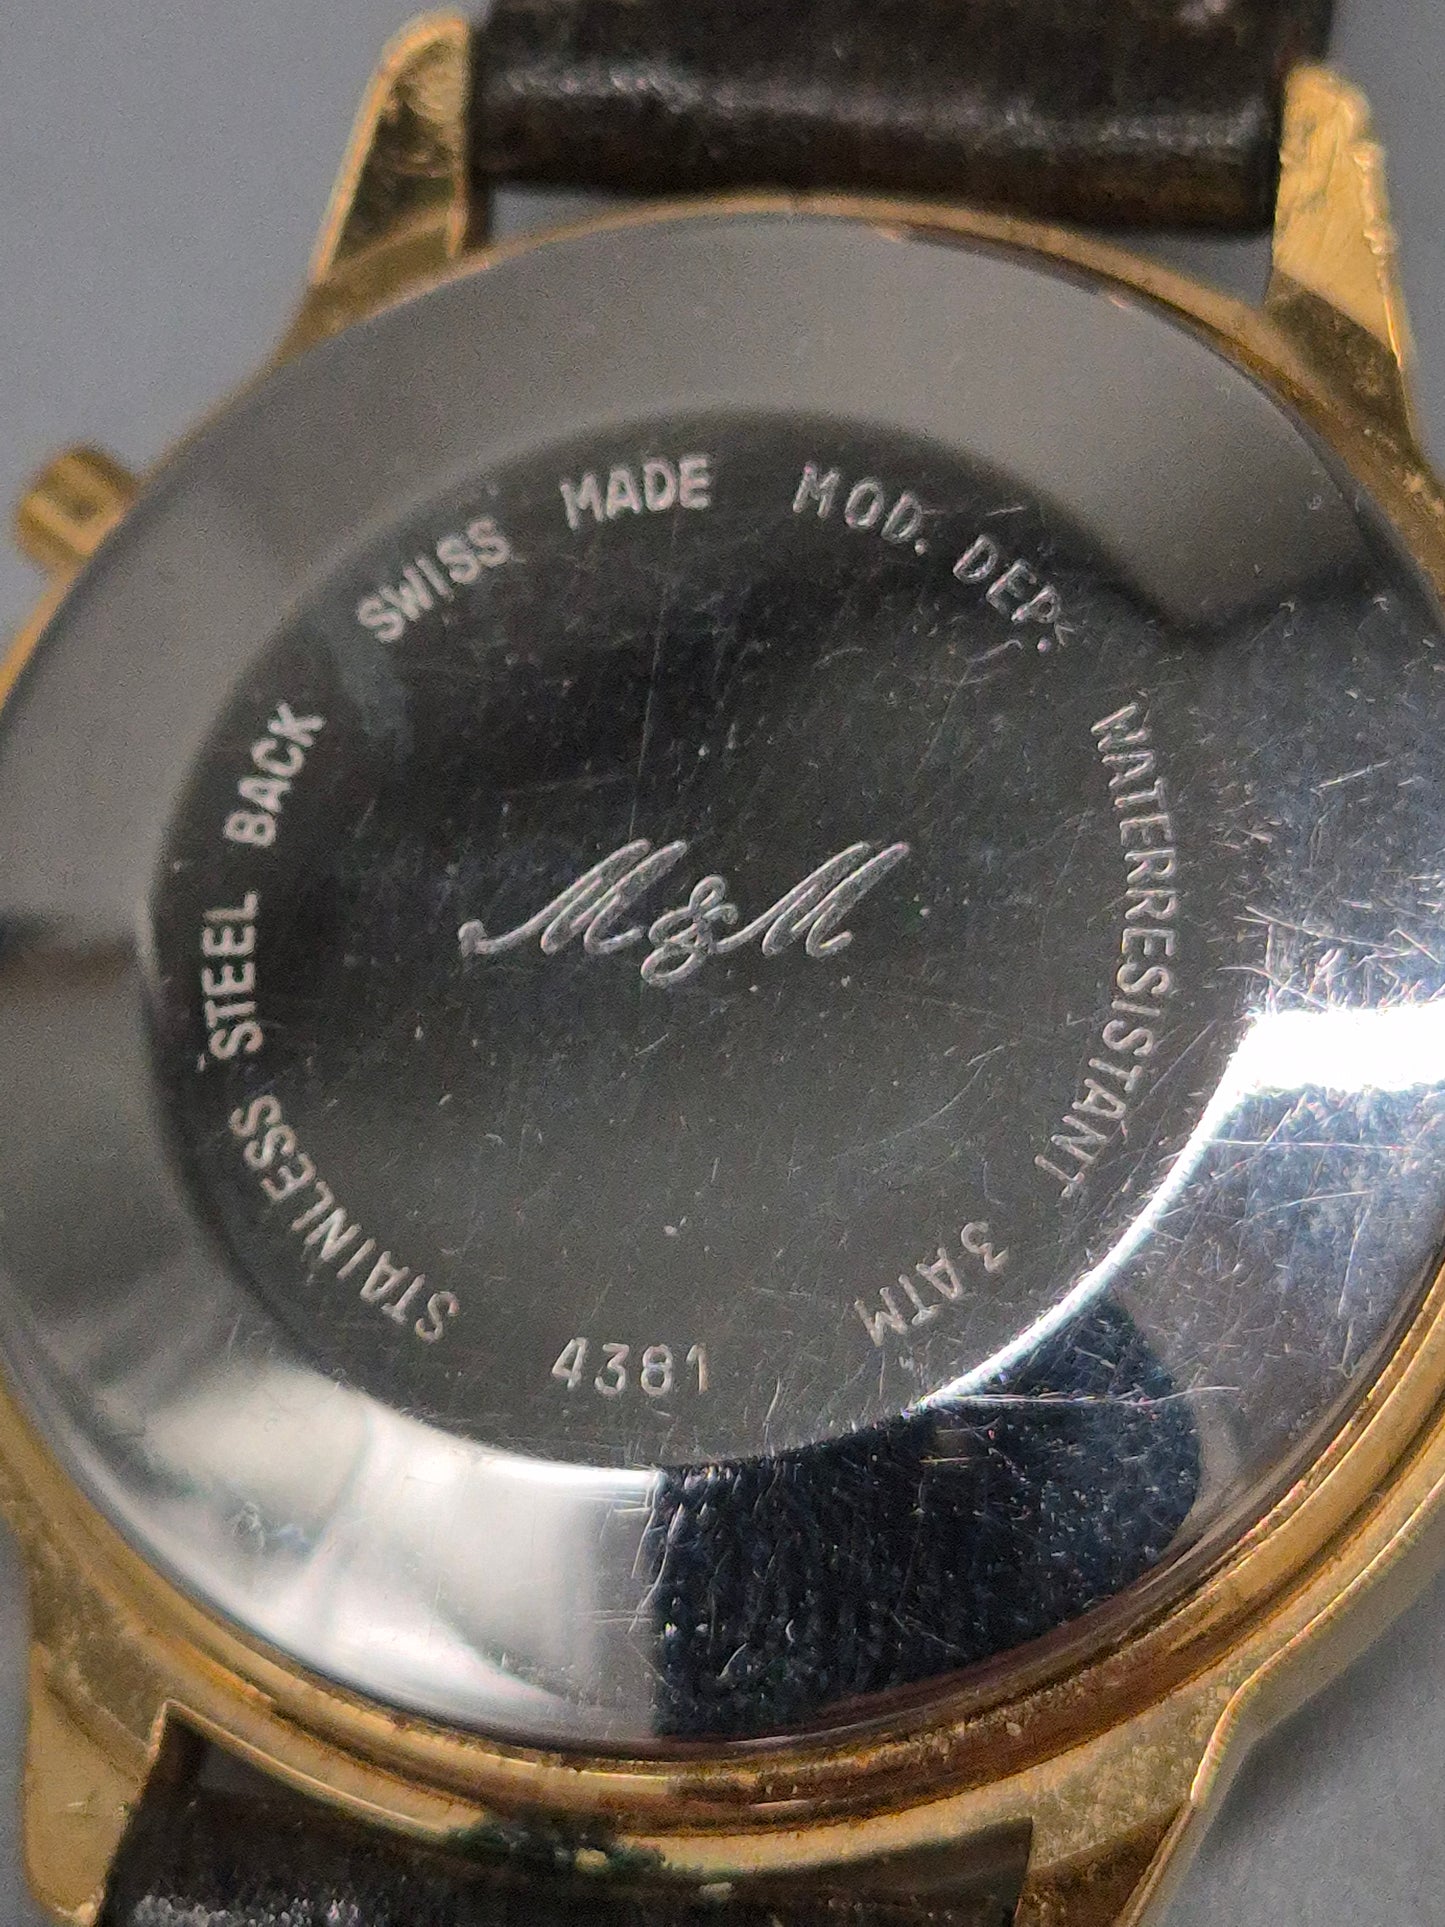 M&M
STAINLESS STEEL BACK
SWISS MADE
MOD. DEP.
WATERRESISTANT
3ATM
4381